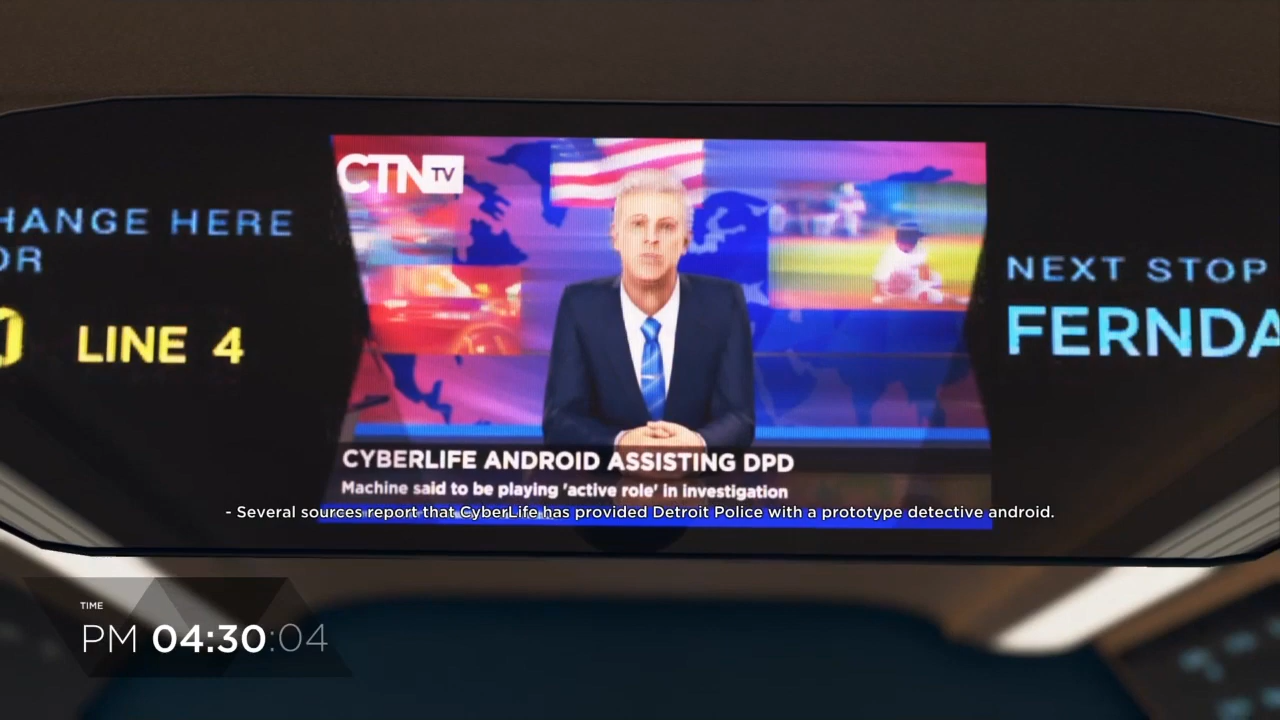 CTN TV
HANGE HERE
OR
LINE 4
NEXT STOP
FERNDA
CYBERLIFE ANDROID ASSISTING DPD
Machine said to be playing 'active role' in investigation
- Several sources report that CyberLife has provided Detroit Police with a prototype detective android.
TIME
PM 04:30:04